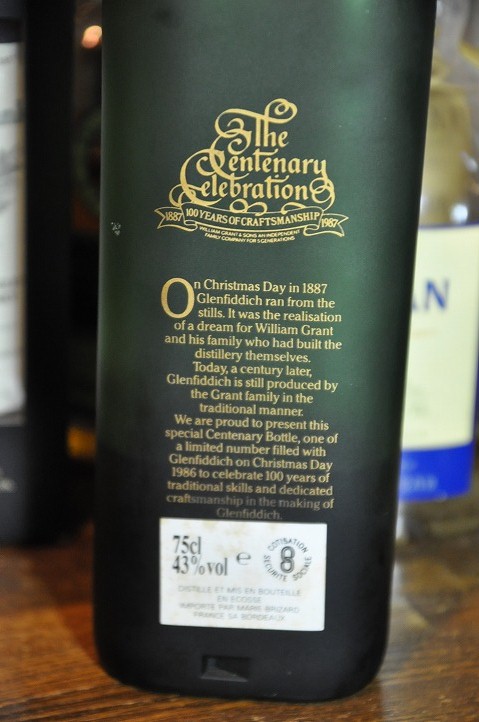 The
Centenary
Celebration
1887 100 YEARS OF CRAFTSMANSHIP 1987
WILLIAM GRANT & SONS AN INDEPENDENT
FAMILY COMPANY FOR 5 GENERATIONS
On Christmas Day in 1887
Glenfiddich ran from the
stills. It was the realisation
of a dream for William Grant
and his family who had built the
distillery themselves.
Today, a century later,
Glenfiddich is still produced by
the Grant family in the
traditional manner.
We are proud to present this
special Centenary Bottle, one of
a limited number filled with
Glenfiddich on Christmas Day
1986 to celebrate 100 years of
traditional skills and dedicated
craftsmanship in the making of
Glenfiddich.
75cl e
43%vol
COTISATION
SECURITE SOCIALE
DISTILLE ET MIS EN BOUTEILLE
EN ECOSSE
IMPORTE PAR MARIE BRIZARD
FRANCE SA BORDEAUX
AN